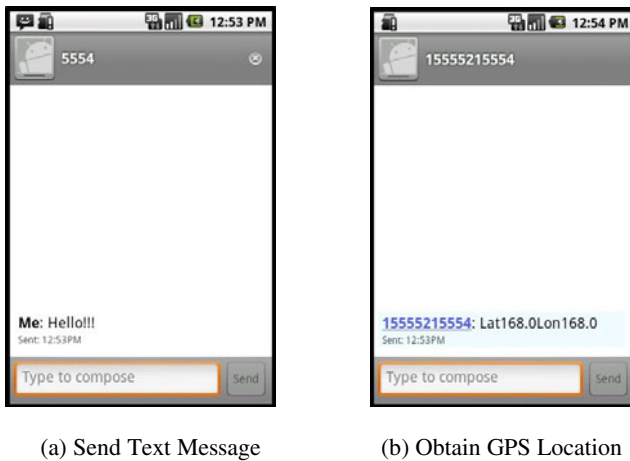 12:53 PM
5554
Me: Hello!!!
Sent: 12:53PM
Type to compose
Send
(a) Send Text Message
3G
12:54 PM
15555215554
15555215554: Lat168.0Lon168.0
Sent: 12:53PM
Type to compose
Send
(b) Obtain GPS Location